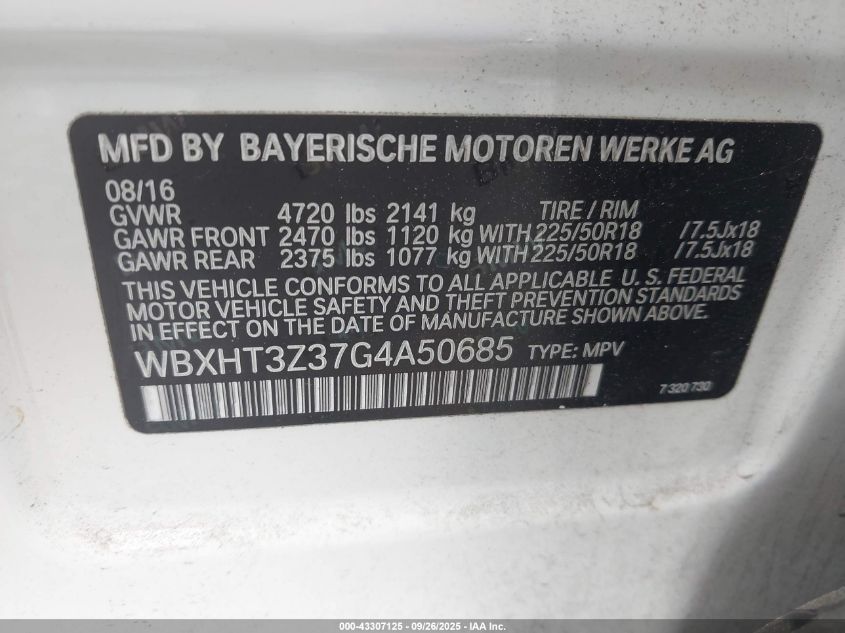 MFD BY BAYERISCHE MOTOREN WERKE AG
08/16
GVWR 4720 lbs 2141 kg TIRE / RIM
GAWR FRONT 2470 lbs 1120 kg WITH 225/50R18 /7.5Jx18
GAWR REAR 2375 lbs 1077 kg WITH 225/50R18 /7.5Jx18
THIS VEHICLE CONFORMS TO ALL APPLICABLE U. S. FEDERAL
MOTOR VEHICLE SAFETY AND THEFT PREVENTION STANDARDS
IN EFFECT ON THE DATE OF MANUFACTURE SHOWN ABOVE.
WBXHT3Z37G4A50685 TYPE: MPV
7 320 730
000-43307125 - 09/26/2025 - IAA Inc.